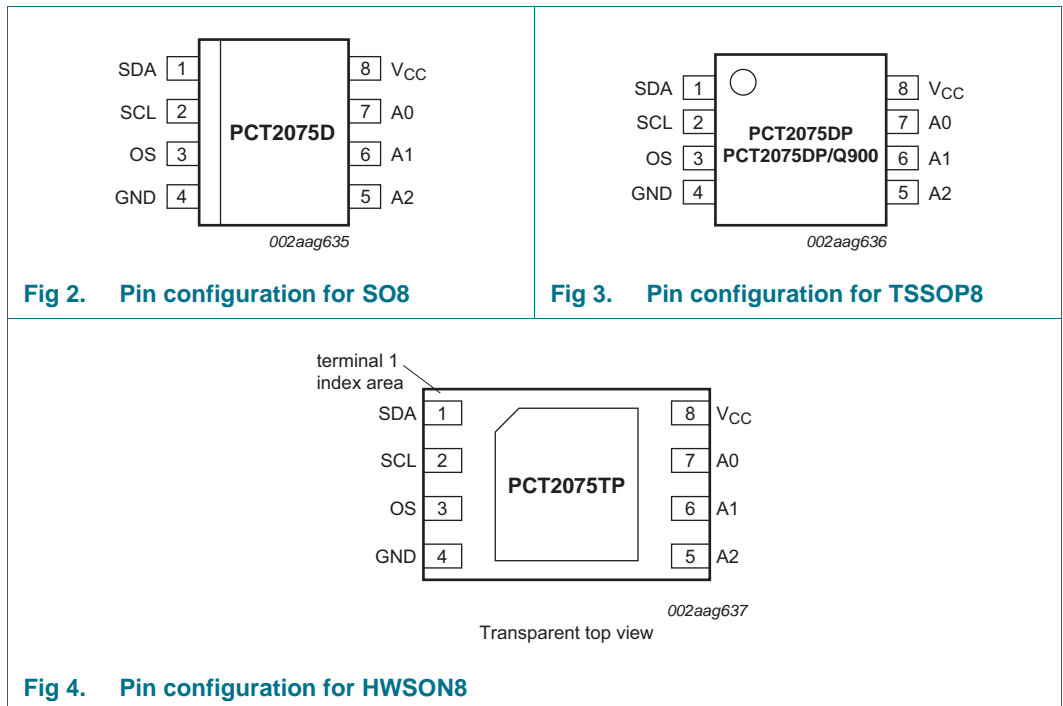 SDA 1 8 VCC
SCL 2 7 A0
PCT2075D
OS 3 6 A1
GND 4 5 A2
002aag635
Fig 2. Pin configuration for SO8
SDA 1 8 VCC
SCL 2 7 A0
PCT2075DP
PCT2075DP/Q900
OS 3 6 A1
GND 4 5 A2
002aag636
Fig 3. Pin configuration for TSSOP8
terminal 1
index area
SDA 1 8 VCC
SCL 2 7 A0
PCT2075TP
OS 3 6 A1
GND 4 5 A2
002aag637
Transparent top view
Fig 4. Pin configuration for HWSON8